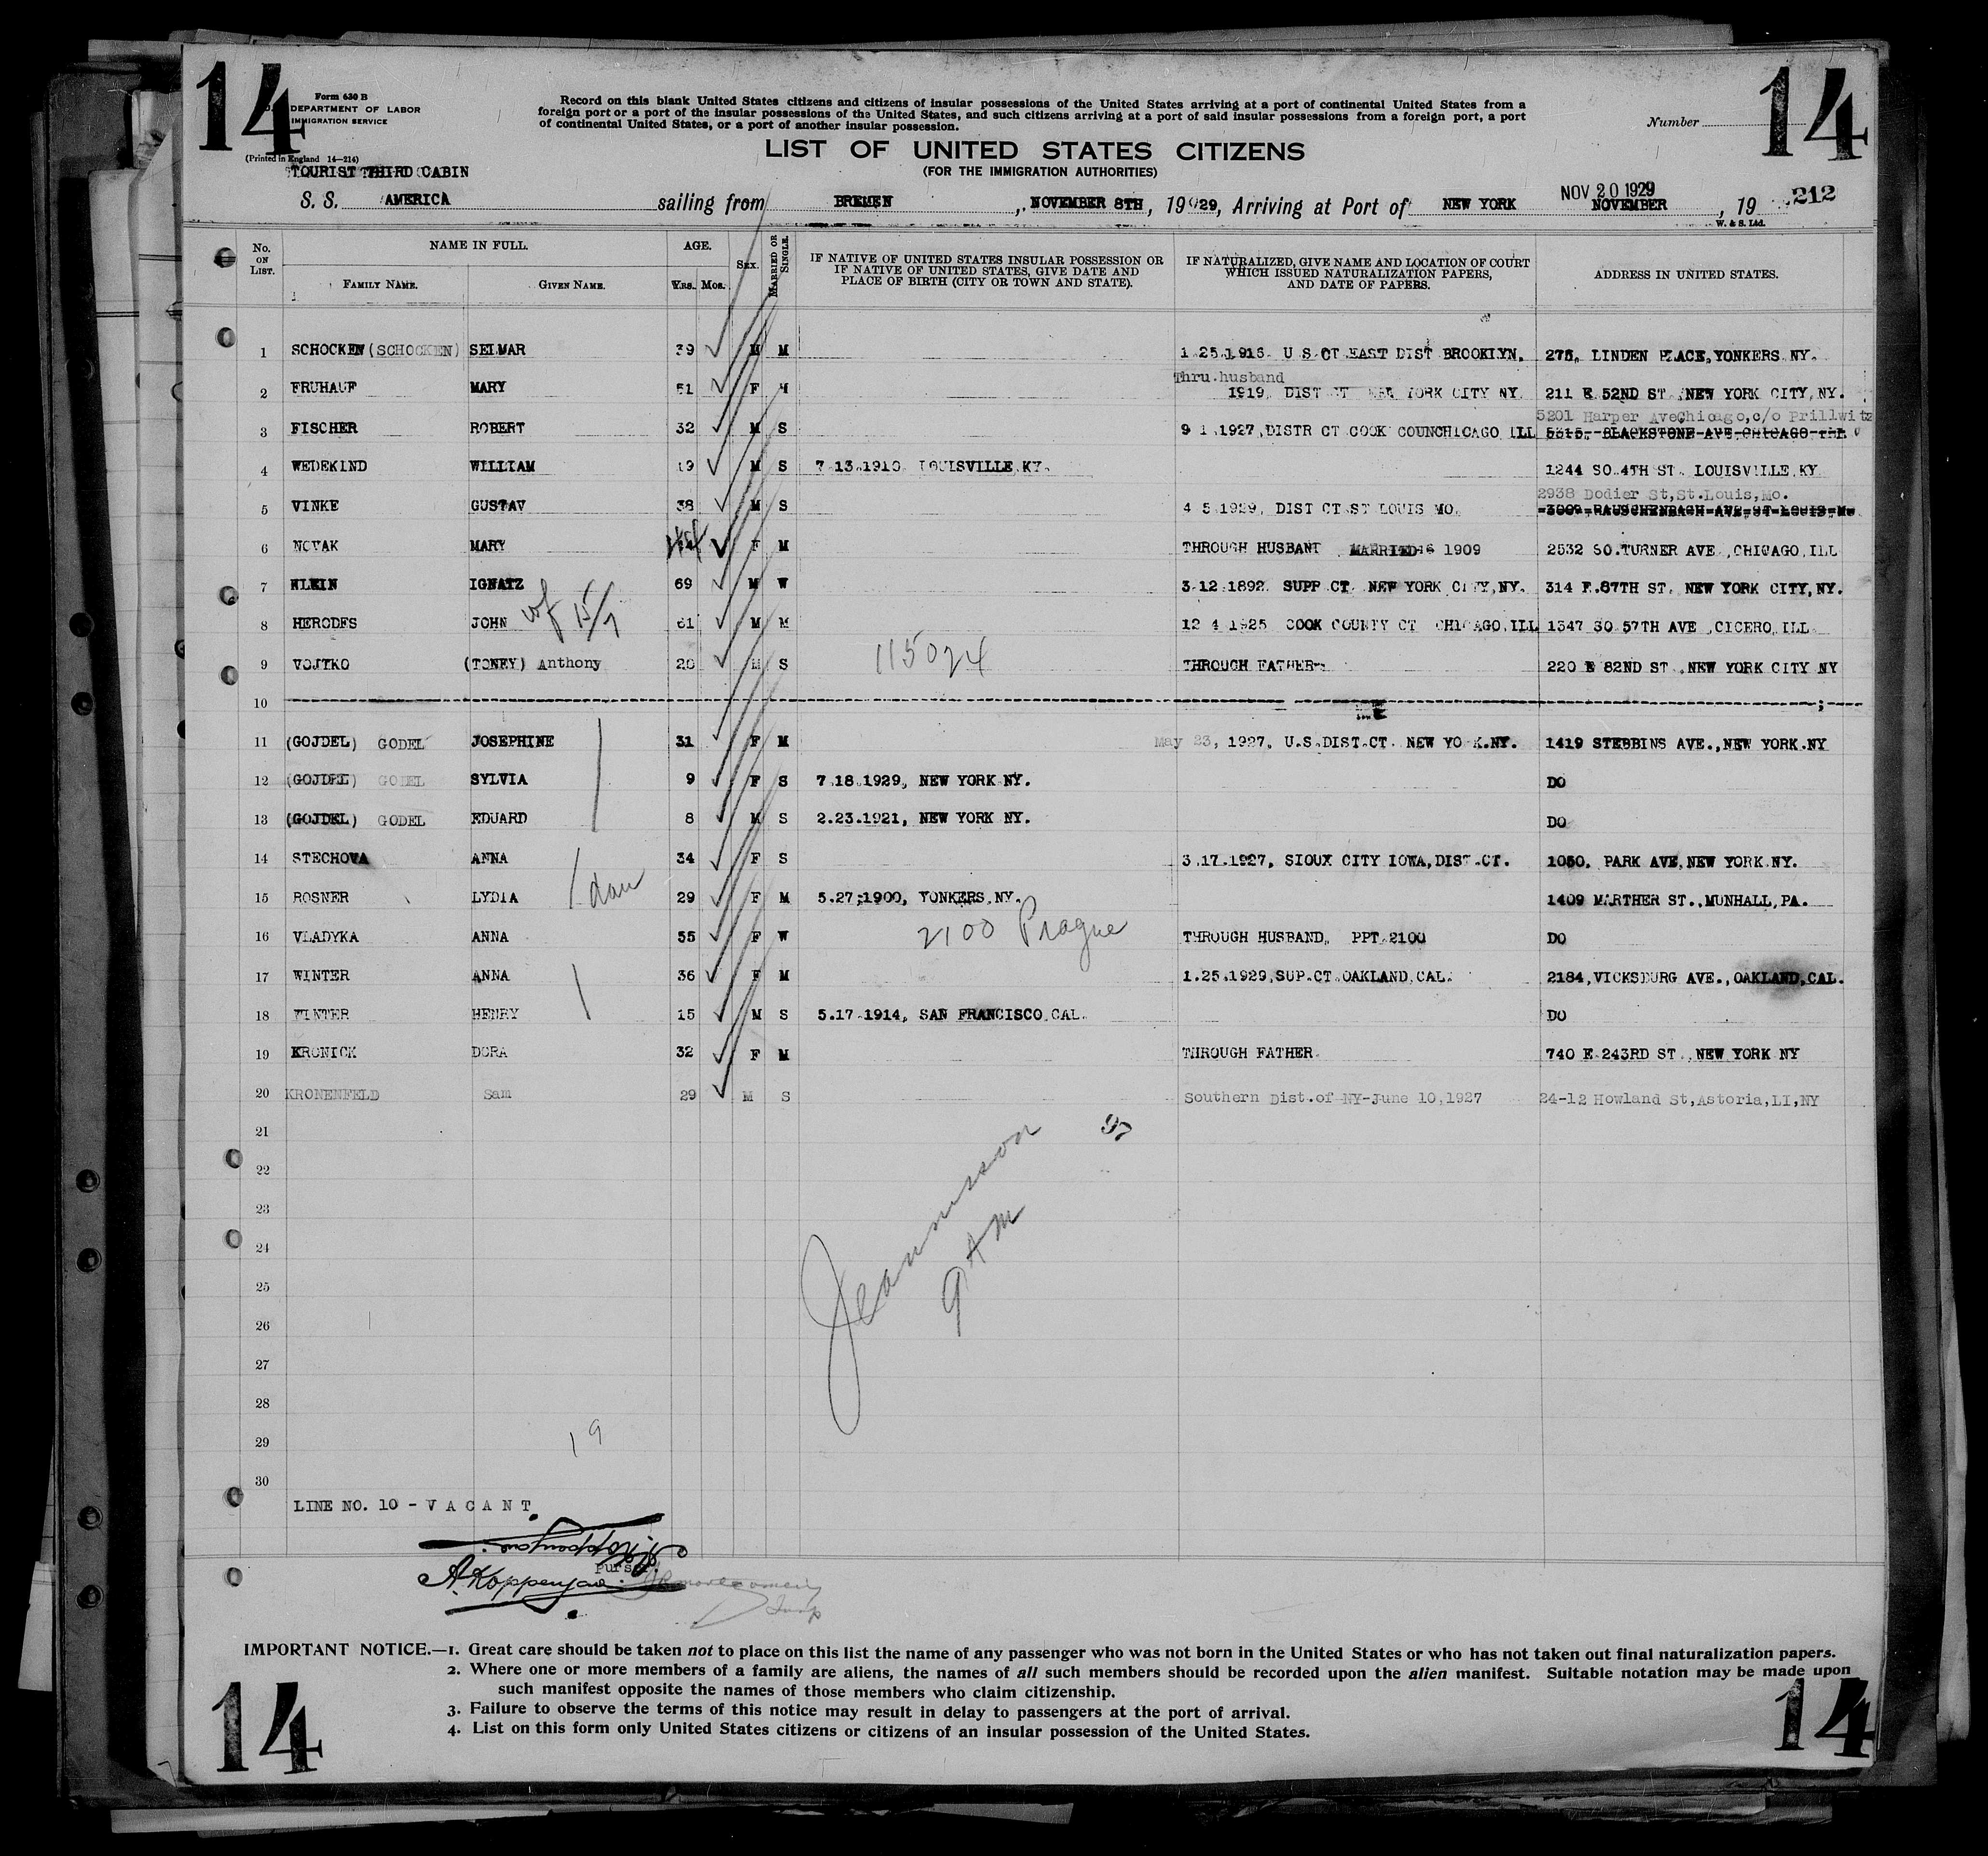 14 14
Form 630 B
DEPARTMENT OF LABOR
IMMIGRATION SERVICE
(Printed in England 14—214)
Record on this blank United States citizens and citizens of insular possessions of the United States arriving at a port of continental United States from a
foreign port or a port of the insular possessions of the United States, and such citizens arriving at a port of said insular possessions from a foreign port, a port
of continental United States, or a port of another insular possession.
Number
LIST OF UNITED STATES CITIZENS
(FOR THE IMMIGRATION AUTHORITIES)
TOURIST THIRD CABIN
S. S. AMERICA sailing from BREMEN, NOVEMBER 8TH, 1929, Arriving at Port of NEW YORK NOV 20 1929 NOVEMBER, 19 212
W. & S. Ltd.
No. ON LIST. NAME IN FULL. AGE. SEX. MARRIED OR SINGLE. IF NATIVE OF UNITED STATES INSULAR POSSESSION OR IF NATIVE OF UNITED STATES, GIVE DATE AND PLACE OF BIRTH (CITY OR TOWN AND STATE). IF NATURALIZED, GIVE NAME AND LOCATION OF COURT WHICH ISSUED NATURALIZATION PAPERS, AND DATE OF PAPERS. ADDRESS IN UNITED STATES.
FAMILY NAME. GIVEN NAME. YRS. MOS.
1 SCHOCKEN (SCHOCKEN) SELMAR 39 M M 1.25.1916. U S CT EAST DIST BROOKLYN. LINDEN PLACE, YONKERS NY.
Thru.husband
2 FRUHAUF MARY 51 F M 1919, DIST CT NEW YORK CITY NY. 211 E 52ND ST. NEW YORK CITY, NY.
5201 Harper AveChicago, c/o Prillwitz
3 FISCHER ROBERT 32 M S 9 1.1927, DISTR CT COOK COUNCHICAGO ILL 5315, BLACKSTONE AVE CHICAGO ILL
4 WEDEKIND WILLIAM 19 M S 7.13.1910 LOUISVILLE KY. 1244 SO.4TH ST. LOUISVILLE, KY
2938 Dodier St, St.Louis, Mo.
5 VINKE GUSTAV 38 M S 4 5.1929, DIST CT ST LOUIS MO. RAUSCHENBACH AVE ST LOUIS MO
6 NOVAK MARY 44 F M THROUGH HUSBANT MARRIED 1909 2532 SO.TURNER AVE., CHICAGO, ILL
7 KLEIN IGNATZ 69 M W 3.12.1892. SUPP CT. NEW YORK CITY, NY. 314 E.87TH ST. NEW YORK CITY, NY.
wf 15/7
8 HERODES JOHN 61 M M 12 4 1925 COOK COUNTY CT CHICAGO, ILL 1347 SO 57TH AVE., CICERO, ILL.
9 VOJTKO (TONEY) Anthony 20 M S 115024 THROUGH FATHER 220 E 82ND ST. NEW YORK CITY NY
10
11 (GOJDEL) GODEL JOSEPHINE 31 F M May 23, 1927. U.S.DIST.CT. NEW YORK.NY. 1419 STEBBINS AVE., NEW YORK.NY
12 (GOJDEL) GODEL SYLVIA 9 F S 7.18.1929, NEW YORK NY. DO
13 (GOJDEL) GODEL EDUARD 8 M S 2.23.1921, NEW YORK NY. DO
14 STECHOVA ANNA 34 F S 3.17.1927, SIOUX CITY IOWA, DIST.CT. 1050, PARK AVE, NEW YORK NY.
15 ROSNER LYDIA dau 29 F M 5.27.1900, YONKERS, NY. 1409 MARTHER ST., MUNHALL, PA.
16 VLADYKA ANNA 55 F W 2100 Prague THROUGH HUSBAND. PPT.2100 DO
17 WINTER ANNA 36 F M 1.25.1929, SUP.CT.OAKLAND, CAL. 2184, VICKSBURG AVE., OAKLAND, CAL.
18 WINTER HENRY 15 M S 5.17.1914, SAN FRANCISCO, CAL. DO
19 KRONICK DORA 32 F M THROUGH FATHER. 740 E.243RD ST., NEW YORK NY
20 KRONENFELD Sam 29 M S Southern Dist.of NY-June 10, 1927 24-12 Howland St, Astoria, LI, NY
21
22
23
24
25
26
27
28
29
30
9 AM
19
LINE NO. 10 - V A C A N T
Purser.
A. Koppenjan
IMPORTANT NOTICE.—1. Great care should be taken not to place on this list the name of any passenger who was not born in the United States or who has not taken out final naturalization papers.
2. Where one or more members of a family are aliens, the names of all such members should be recorded upon the alien manifest. Suitable notation may be made upon
such manifest opposite the names of those members who claim citizenship.
3. Failure to observe the terms of this notice may result in delay to passengers at the port of arrival.
4. List on this form only United States citizens or citizens of an insular possession of the United States.
14 14